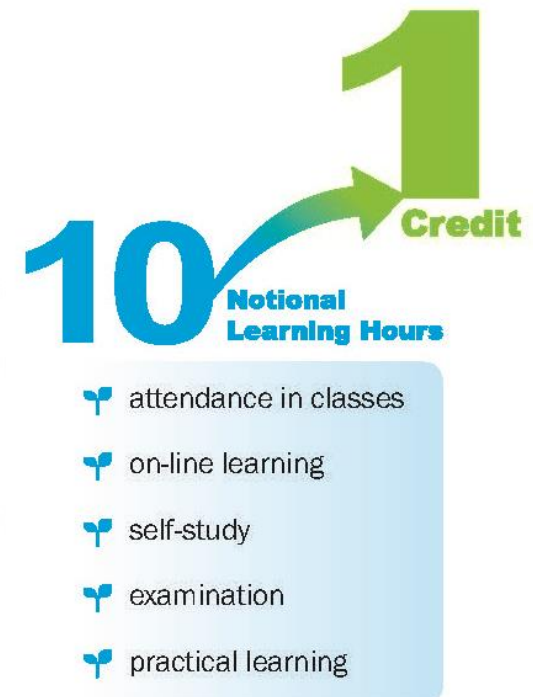 1
Credit
10
Notional
Learning Hours
attendance in classes
on-line learning
self-study
examination
practical learning